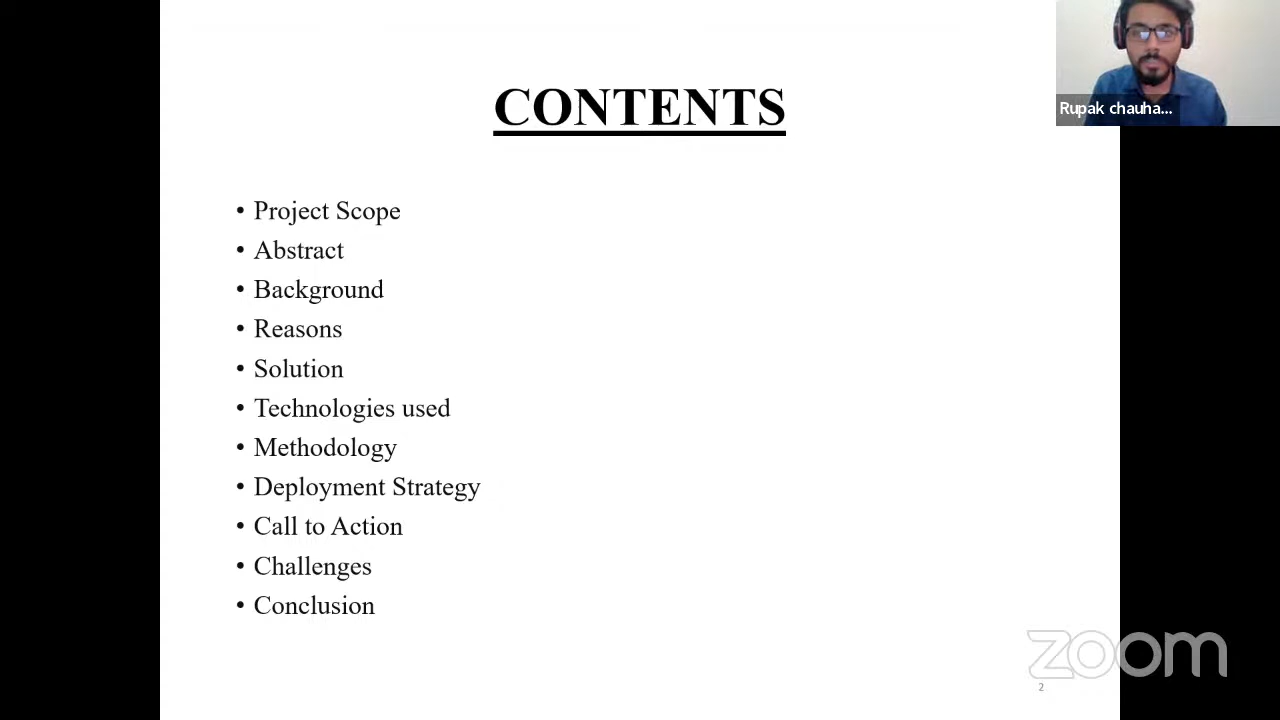 CONTENTS
Rupak chauha...
• Project Scope
• Abstract
• Background
• Reasons
• Solution
• Technologies used
• Methodology
• Deployment Strategy
• Call to Action
• Challenges
• Conclusion
zoom
2